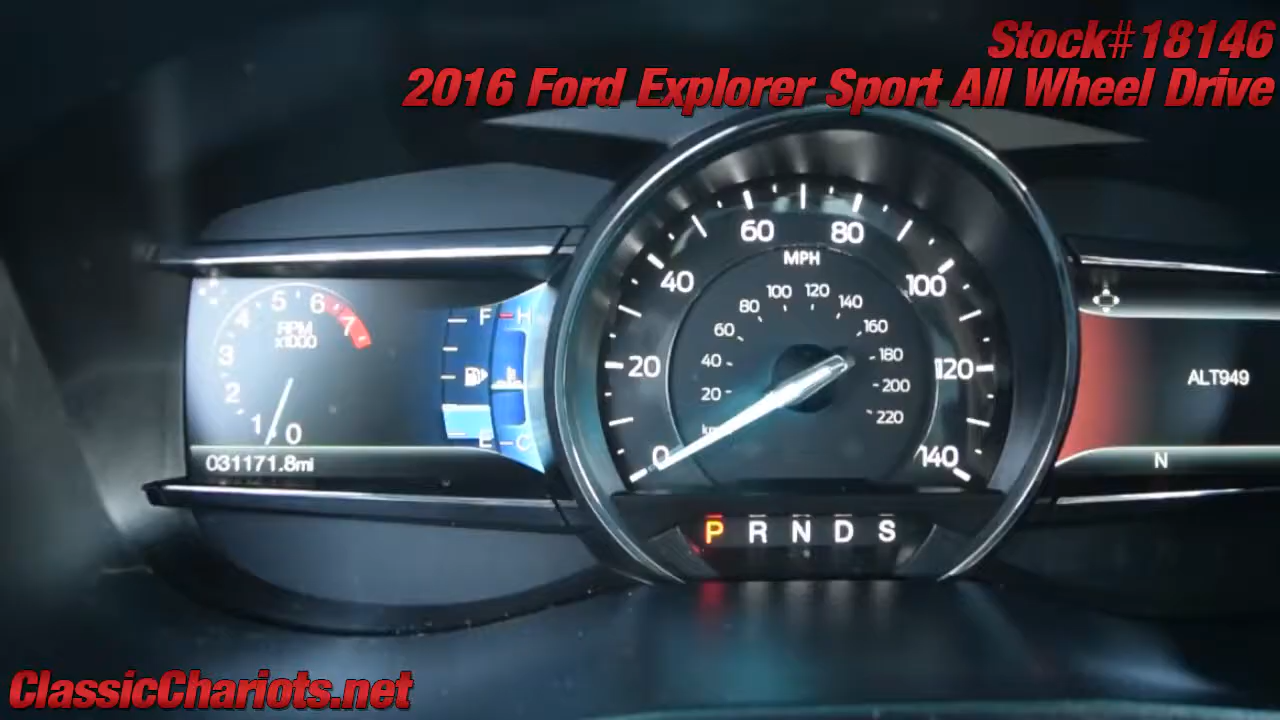 Stock#18146
2016 Ford Explorer Sport All Wheel Drive
60 80
MPH
40 100
20 120
0 140
100 120
80 140
60 160
40 180
20 200
220
5 6
4 7
RPM
x1000
3
2
1 0
F H
E C
031171.8mi
ALT949
N
P R N D S
ClassicChariots.net